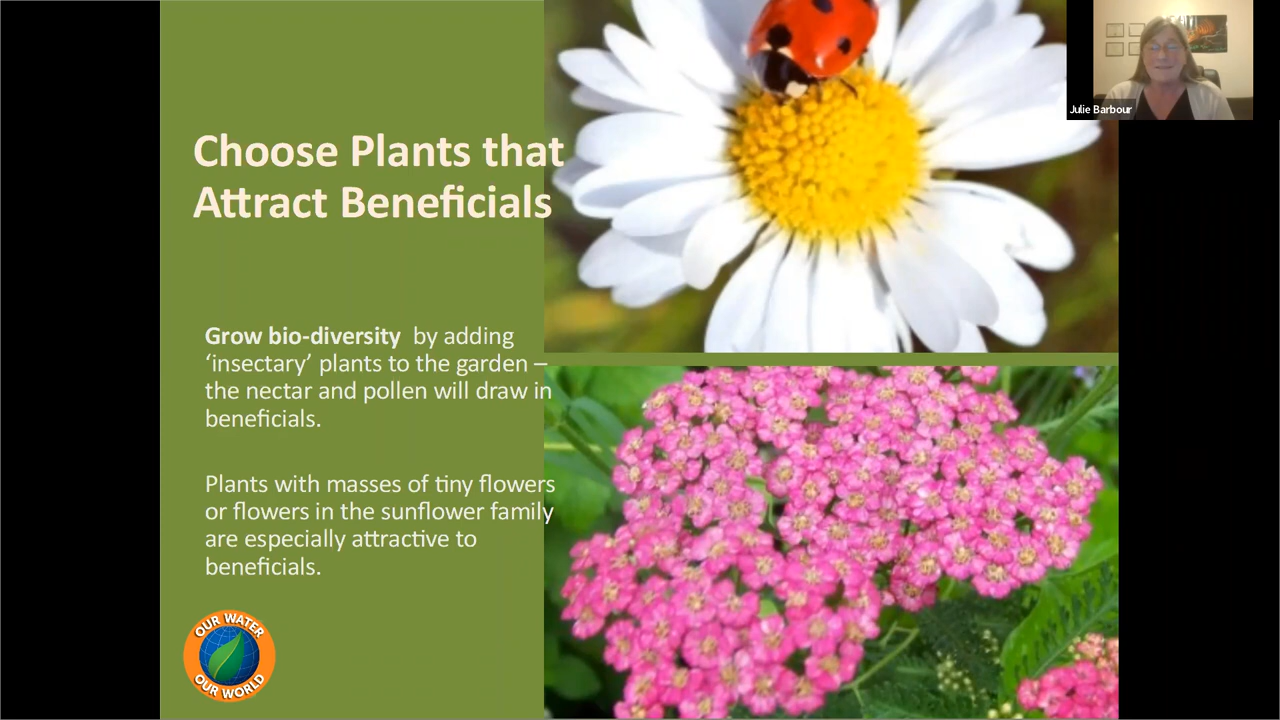 Choose Plants that
Attract Beneficials
Julie Barbour
Grow bio-diversity  by adding
‘insectary’ plants to the garden –
the nectar and pollen will draw in
beneficials.
Plants with masses of tiny flowers
or flowers in the sunflower family
are especially attractive to
beneficials.
OUR WATER
OUR WORLD